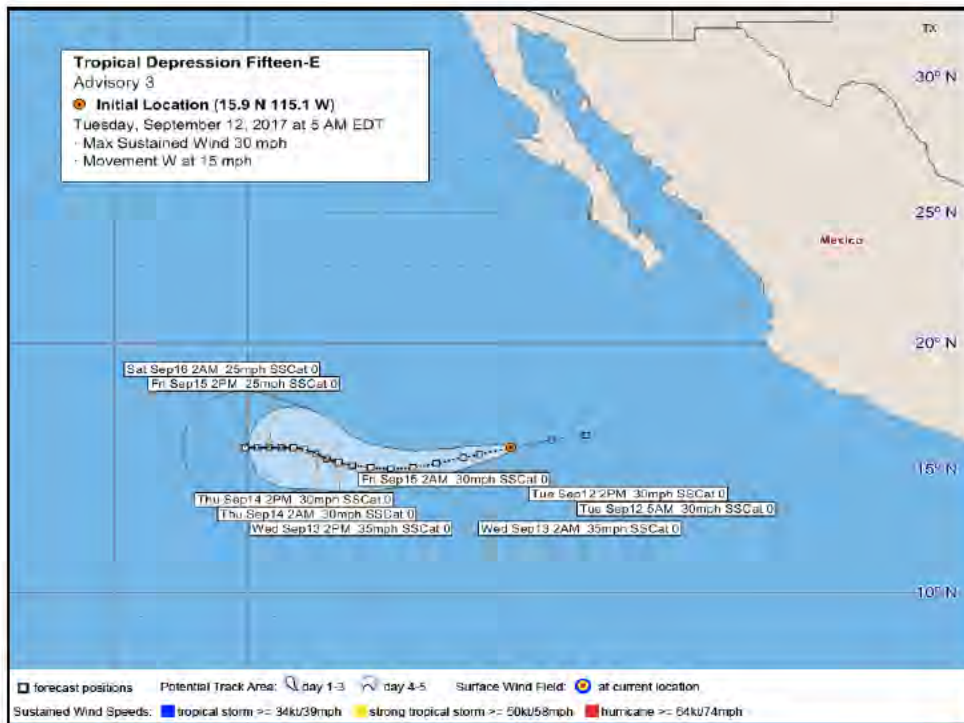 Tropical Depression Fifteen-E
Advisory 3
Initial Location (15.9 N 115.1 W)
Tuesday, September 12, 2017 at 5 AM EDT
· Max Sustained Wind 30 mph
· Movement W at 15 mph
TX
30° N
25° N
Mexico
20° N
Sat Sep16 2AM 25mph SSCat 0
Fri Sep15 2PM 25mph SSCat 0
15° N
Fri Sep15 2AM 30mph SSCat 0
Thu Sep14 2PM 30mph SSCat 0
Tue Sep12 2PM 30mph SSCat 0
Thu Sep14 2AM 30mph SSCat 0
Tue Sep12 5AM 30mph SSCat 0
Wed Sep13 2PM 35mph SSCat 0
Wed Sep13 2AM 35mph SSCat 0
10° N
forecast positions Potential Track Area: day 1-3 day 4-5 Surface Wind Field: at current location
Sustained Wind Speeds: tropical storm >= 34kt/39mph strong tropical storm >= 50kt/58mph hurricane >= 64kt/74mph